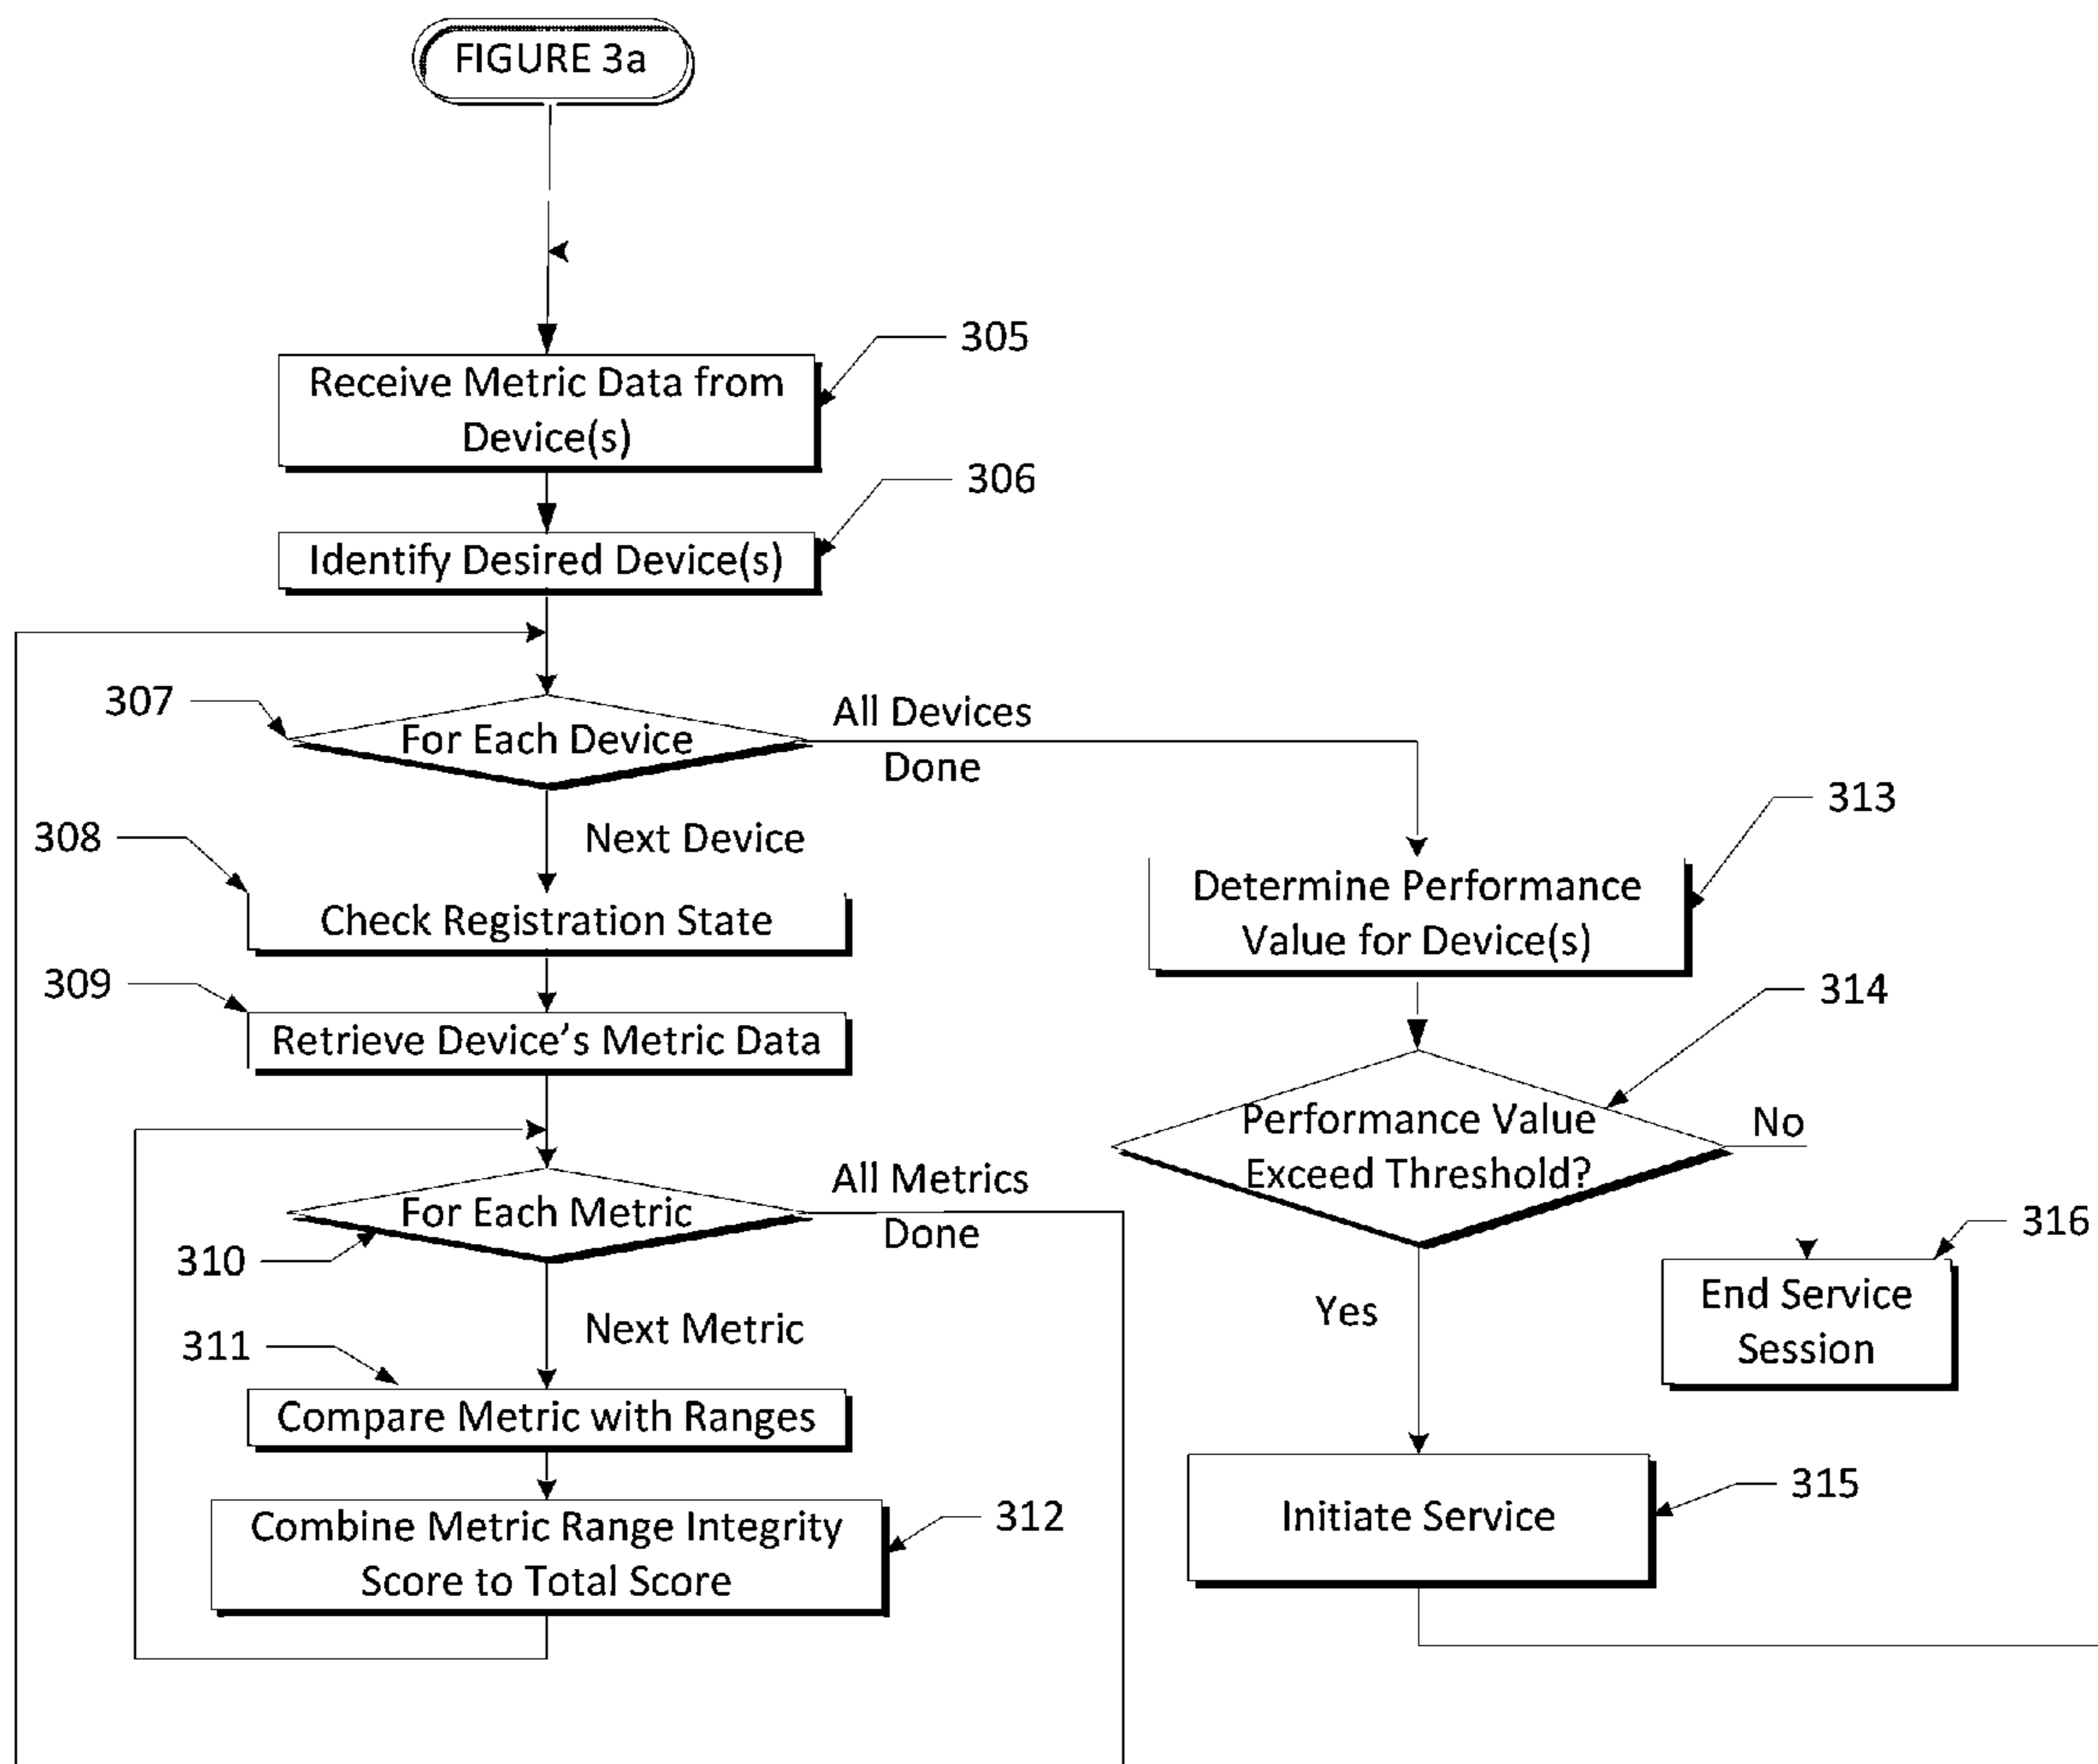 FIGURE 3a
305
Receive Metric Data from
Device(s)
306
Identify Desired Device(s)
307
For Each Device
All Devices
Done
308
Next Device
Check Registration State
309
Retrieve Device's Metric Data
For Each Metric
All Metrics
Done
310
311
Next Metric
Compare Metric with Ranges
Combine Metric Range Integrity
Score to Total Score
312
313
Determine Performance
Value for Device(s)
314
Performance Value
Exceed Threshold?
No
316
End Service
Session
Yes
Initiate Service
315